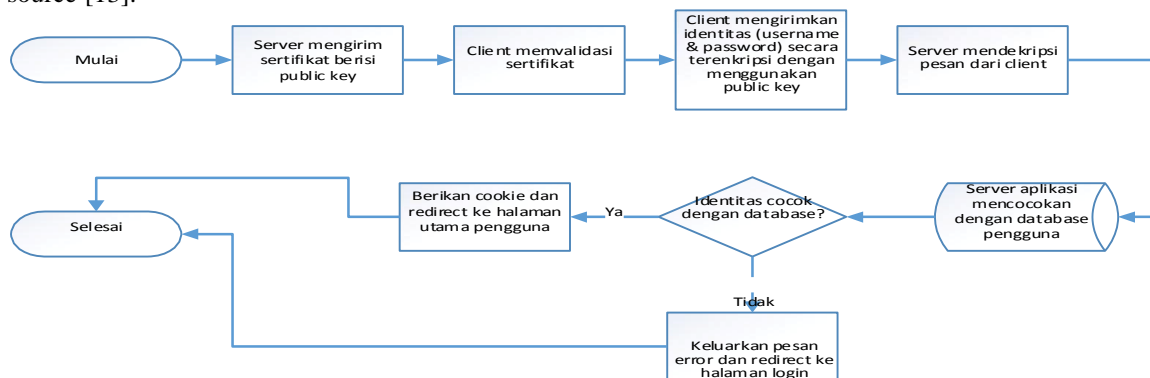 source [13].
Mulai
Server mengirim
sertifikat berisi
public key
Client memvalidasi
sertifikat
Client mengirimkan
identitas (username
& password) secara
terenkripsi dengan
menggunakan
public key
Server mendekripsi
pesan dari client
Server aplikasi
mencocokan
dengan database
pengguna
Identitas cocok
dengan database?
Ya
Berikan cookie dan
redirect ke halaman
utama pengguna
Selesai
Tidak
Keluarkan pesan
error dan redirect ke
halaman login